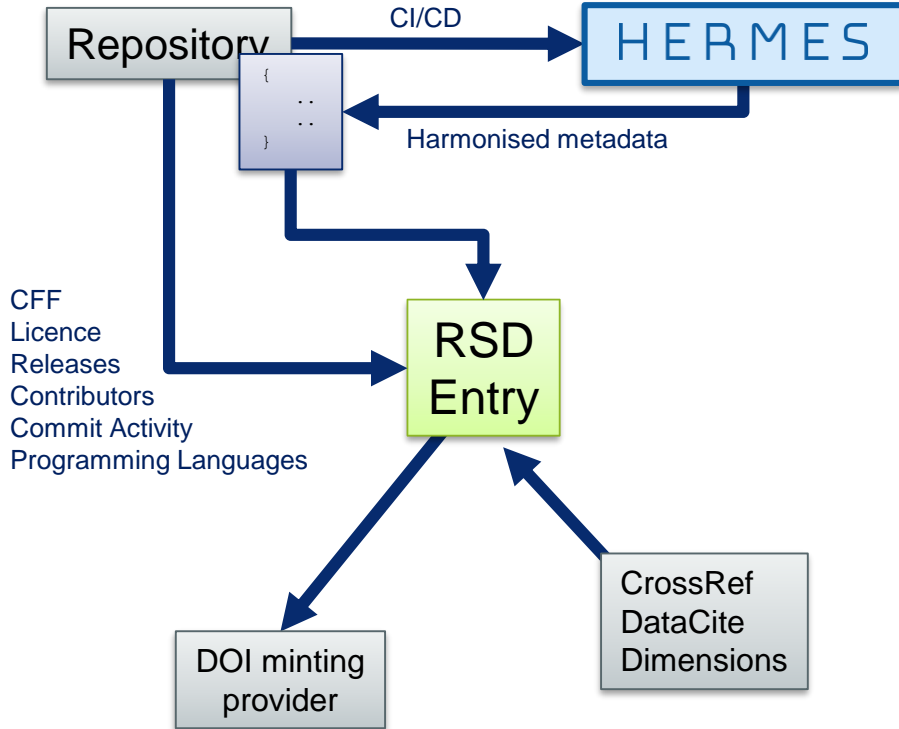 CI/CD
Repository
HERMES
{
..
..
}
Harmonised metadata
CFF
Licence
Releases
Contributors
Commit Activity
Programming Languages
RSD
Entry
CrossRef
DataCite
Dimensions
DOI minting
provider